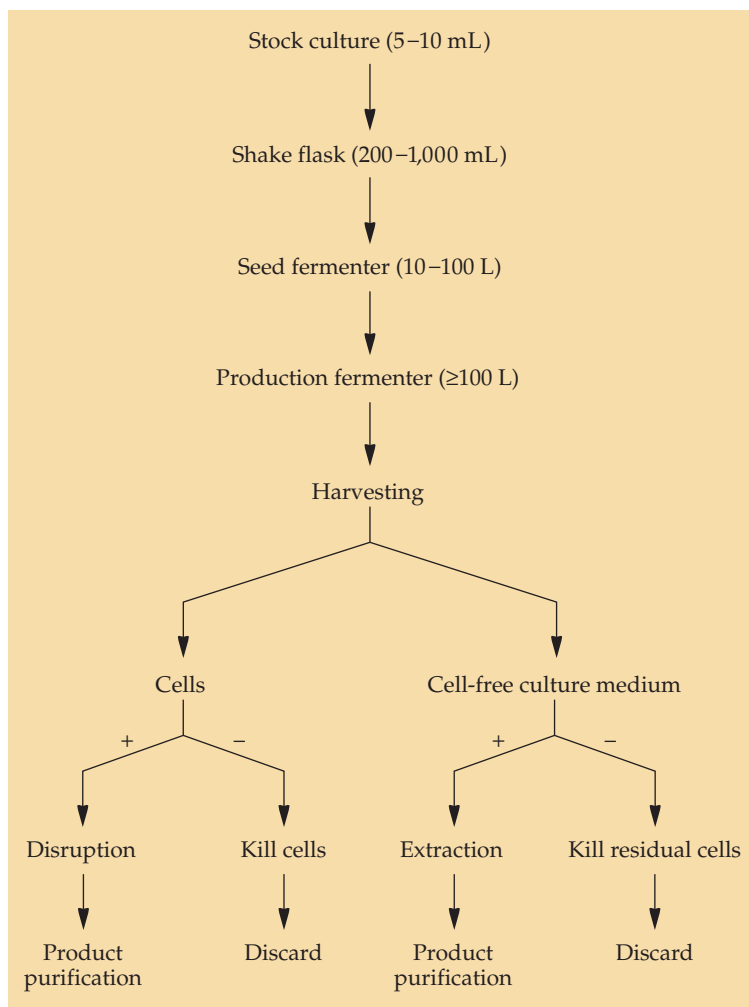 Stock culture (5–10 mL)
Shake flask (200–1,000 mL)
Seed fermenter (10–100 L)
Production fermenter (≥100 L)
Harvesting
Cells
Cell-free culture medium
+
–
+
–
Disruption
Kill cells
Extraction
Kill residual cells
Product
purification
Discard
Product
purification
Discard